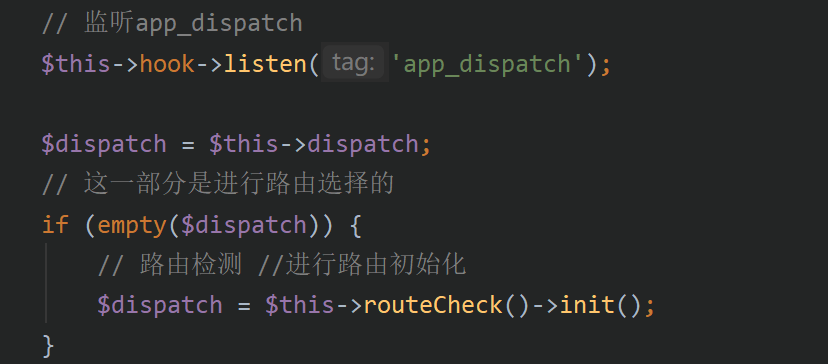 // 监听app_dispatch
$this->hook->listen( tag: 'app_dispatch');
$dispatch = $this->dispatch;
// 这一部分是进行路由选择的
if (empty($dispatch)) {
// 路由检测 //进行路由初始化
$dispatch = $this->routeCheck()->init();
}